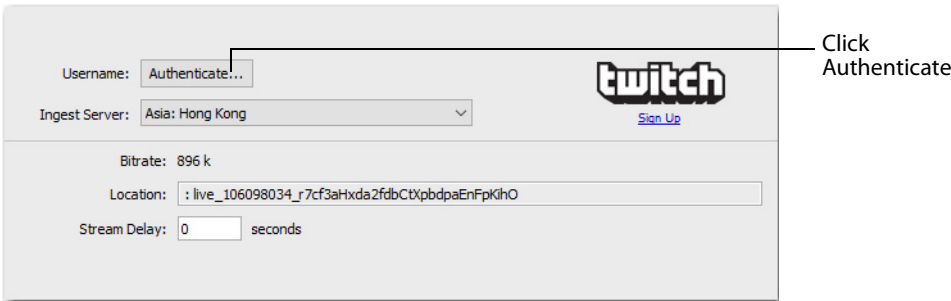 Click
Authenticate
Username: Authenticate...
twitch
Ingest Server: Asia: Hong Kong
Sign Up
Bitrate: 896 k
Location: : live_106098034_r7cf3aHxda2fdbCtXpbdpaEnFpKihO
Stream Delay: 0 seconds